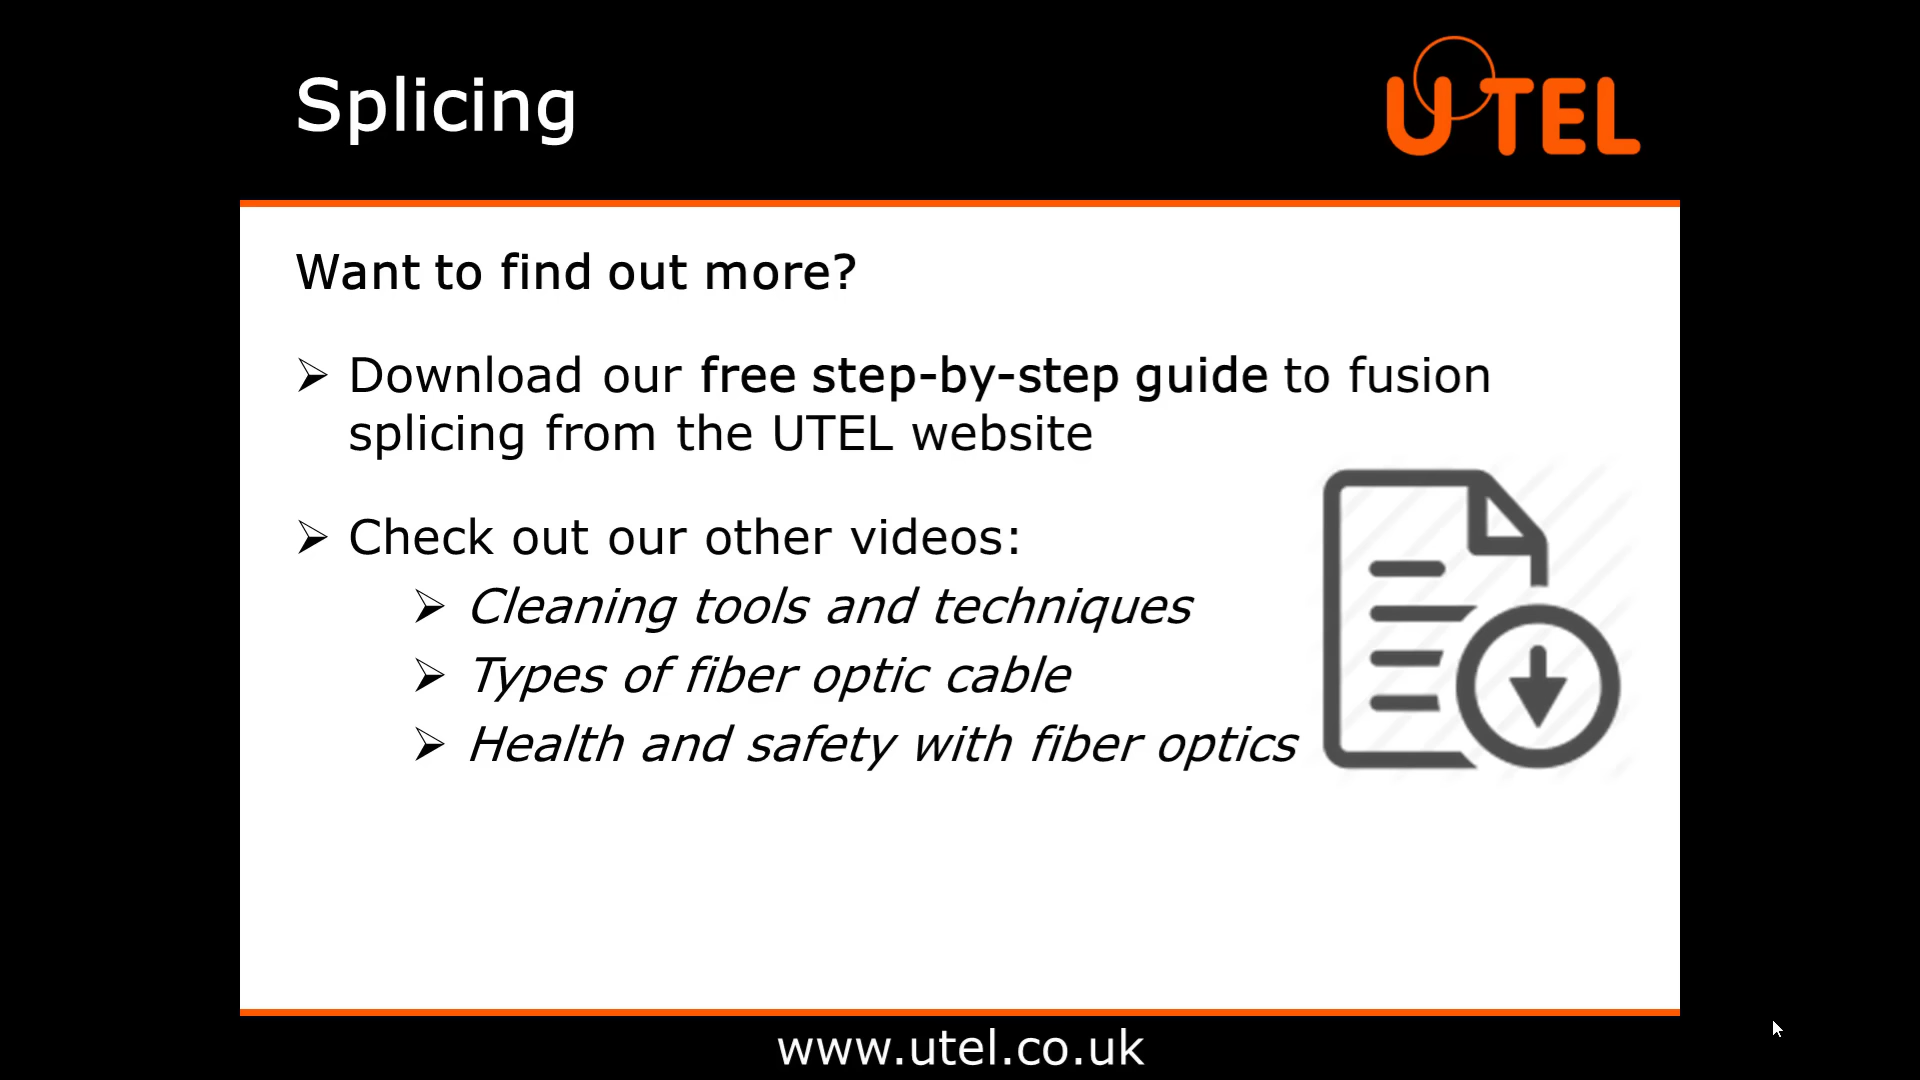 Splicing
UTEL
Want to find out more?
➢ Download our free step-by-step guide to fusion
splicing from the UTEL website
➢ Check out our other videos:
➢ Cleaning tools and techniques
➢ Types of fiber optic cable
➢ Health and safety with fiber optics
www.utel.co.uk